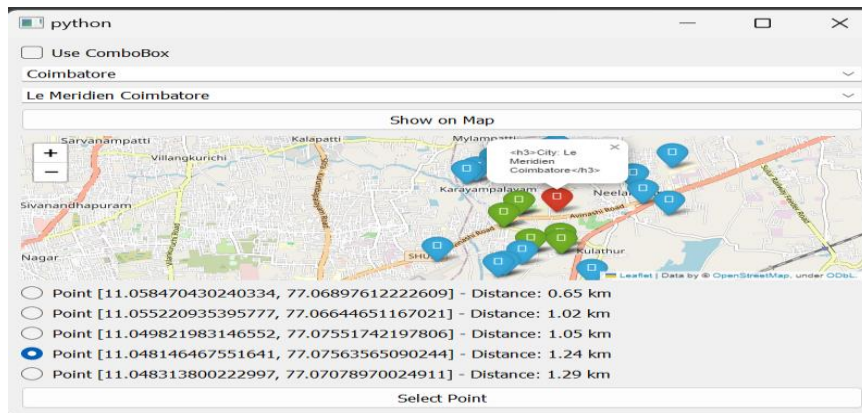 python
Use ComboBox
Coimbatore
Le Meridien Coimbatore
Show on Map
+
−
Sarvanampatti
Kalapatti
Villangkurichi
Sivanandhapuram
Nagar
Karayampalayam
<h3>City: Le
Meridien
Coimbatore</h3>
×
Avinashi Road
Avinashi Road
Kulathur
Leaflet | Data by © OpenStreetMap, under ODbL.
Point [11.058470430240334, 77.06897612222609] - Distance: 0.65 km
Point [11.055220935395777, 77.06644651167021] - Distance: 1.02 km
Point [11.049821983146552, 77.07551742197806] - Distance: 1.05 km
Point [11.048146467551641, 77.07563565090244] - Distance: 1.24 km
Point [11.048313800222997, 77.07078970024911] - Distance: 1.29 km
Select Point